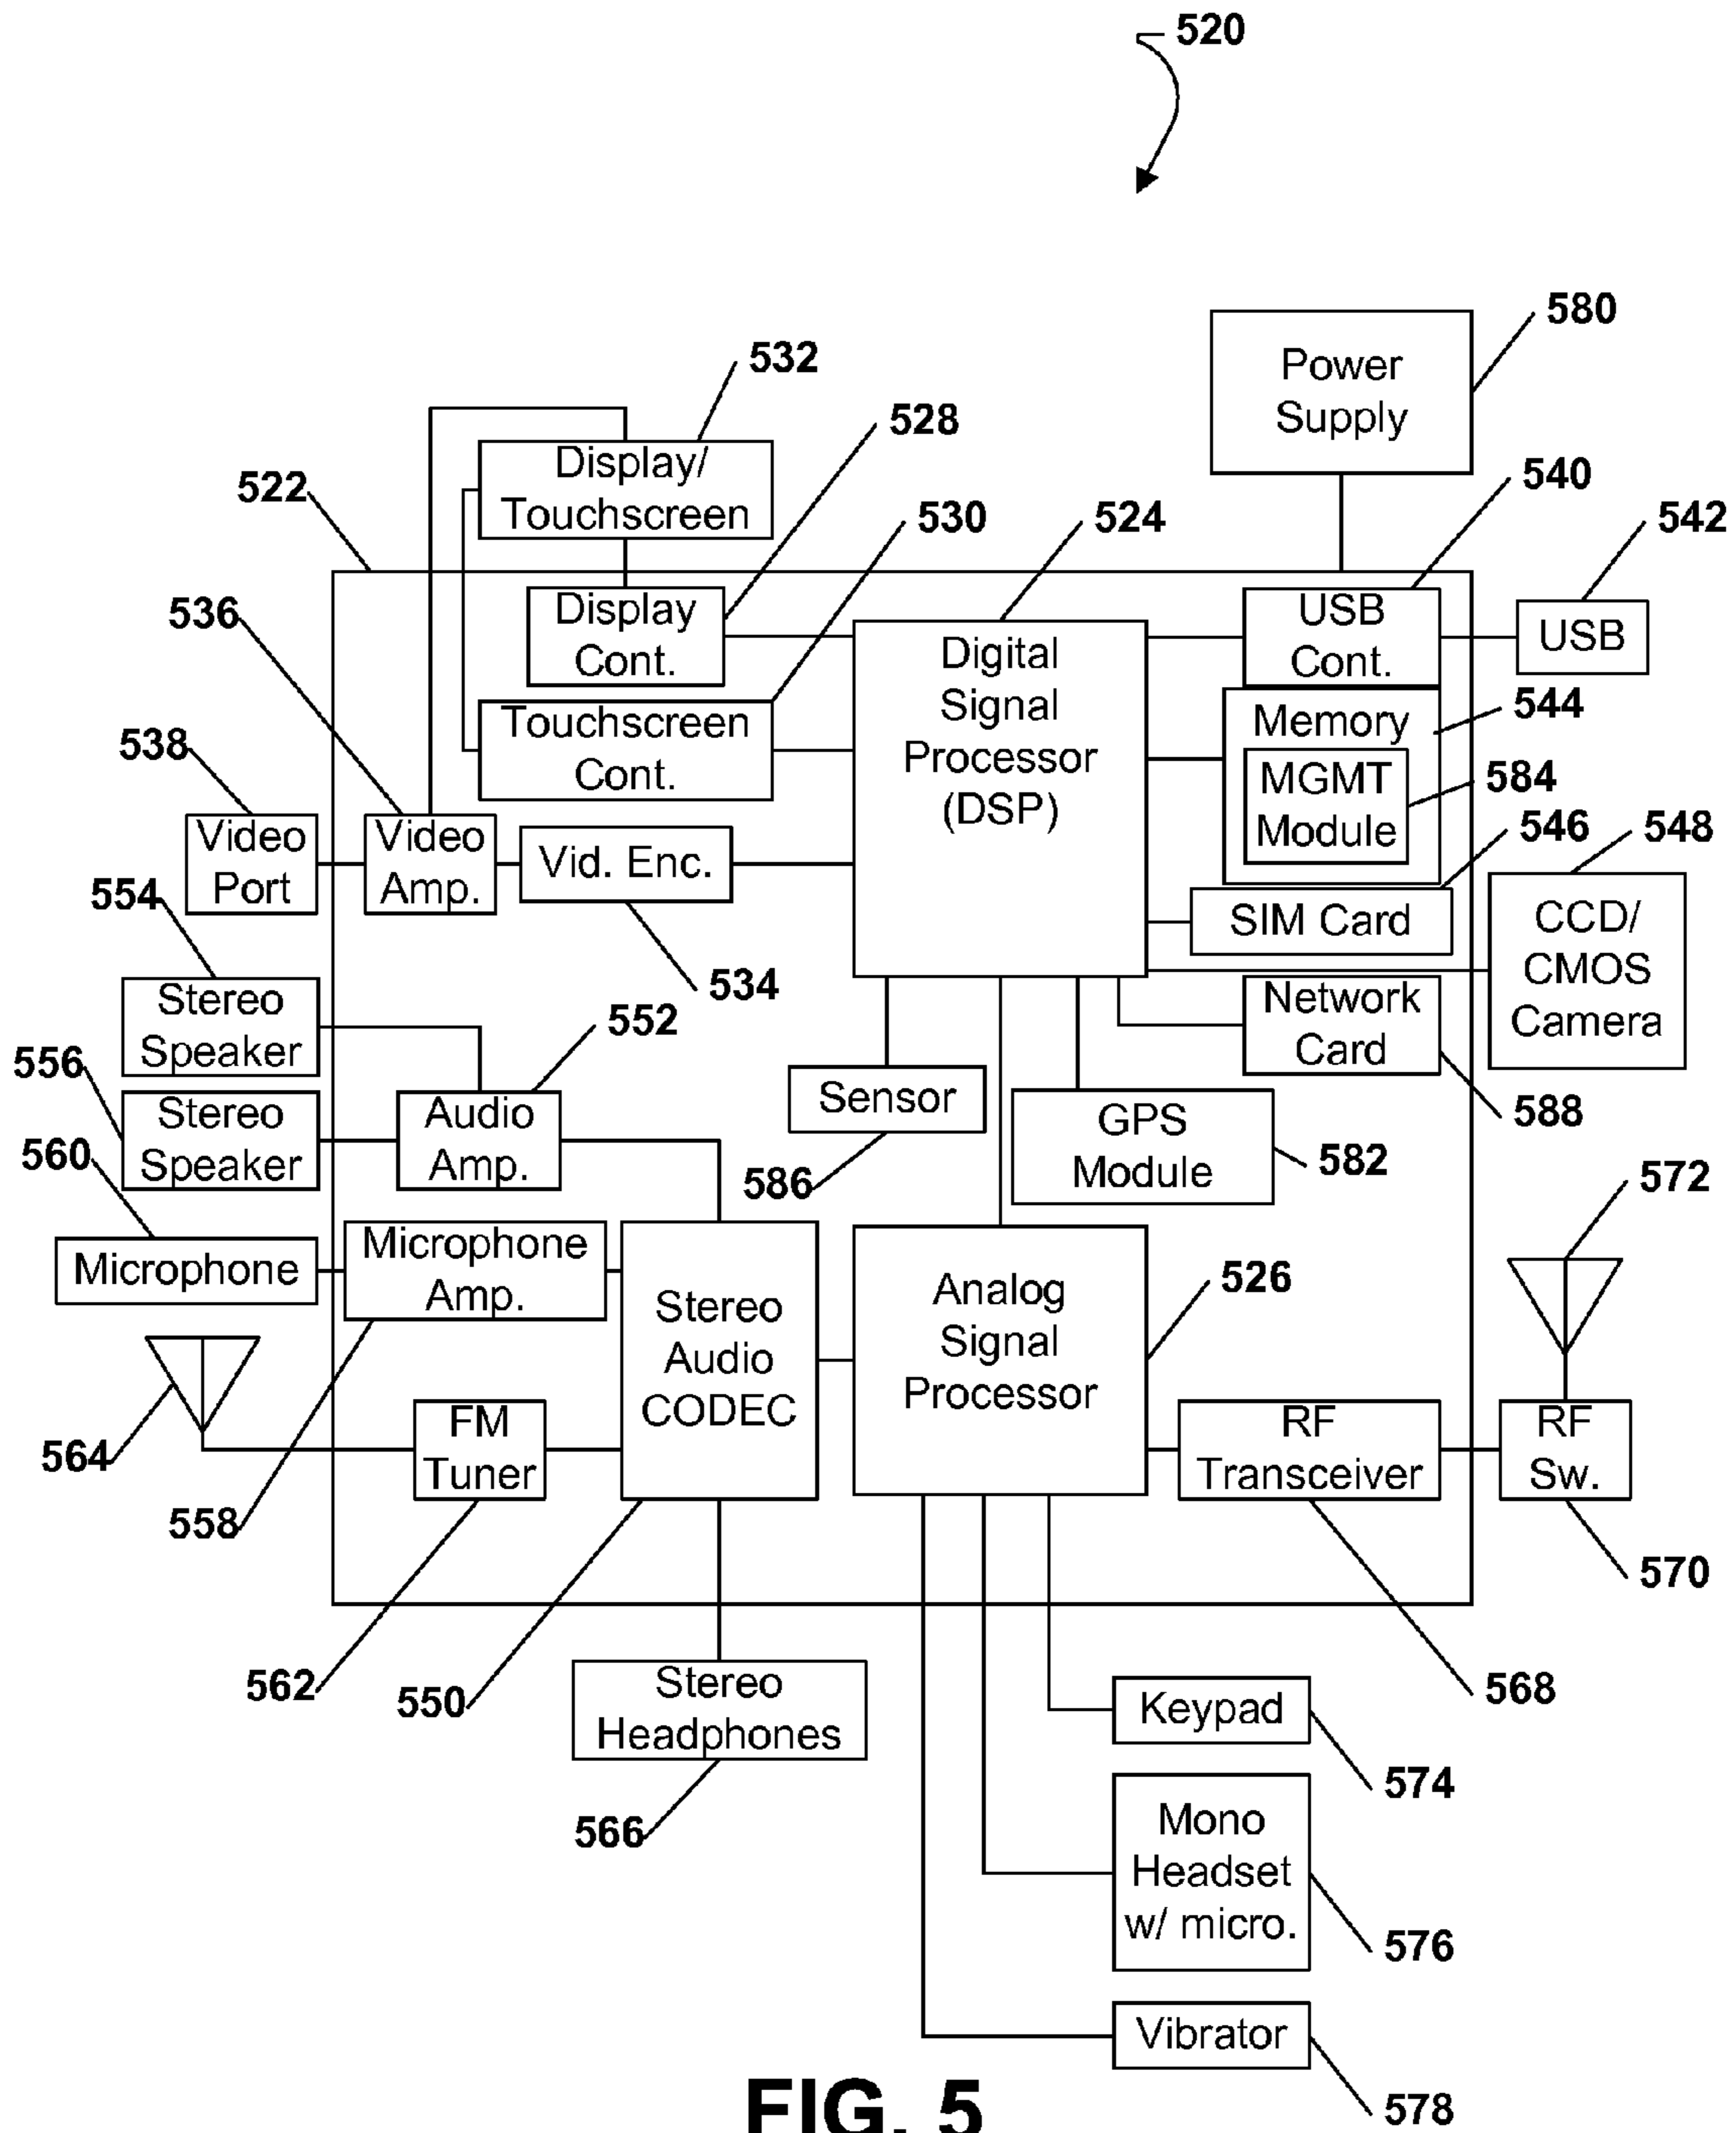 520
580
Power
Supply
532
528
Display/
Touchscreen
522
530
524
540
542
Display
Cont.
USB
Cont.
USB
536
Digital
Signal
Processor
(DSP)
Touchscreen
Cont.
Memory
544
538
MGMT
Module
584
Video
Port
Video
Amp.
Vid. Enc.
546
548
554
SIM Card
CCD/
CMOS
Camera
534
Stereo
Speaker
552
Network
Card
556
Stereo
Speaker
Audio
Amp.
Sensor
GPS
Module
588
560
586
582
572
Microphone
Microphone
Amp.
Stereo
Audio
CODEC
Analog
Signal
Processor
526
564
FM
Tuner
RF
Transceiver
RF
Sw.
558
570
562
550
Stereo
Headphones
Keypad
568
566
574
Mono
Headset
w/ micro.
576
Vibrator
578
FIG. 5